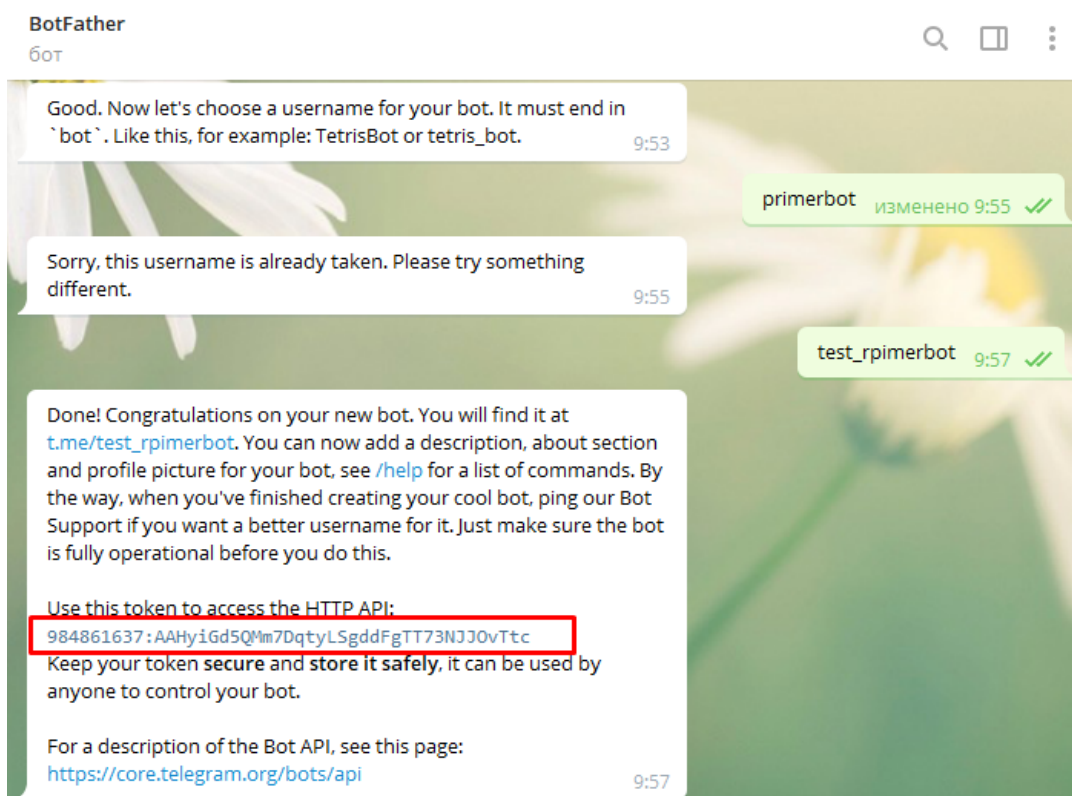 BotFather
бот
Good. Now let's choose a username for your bot. It must end in
`bot`. Like this, for example: TetrisBot or tetris_bot.
9:53
primerbot
изменено 9:55
Sorry, this username is already taken. Please try something
different.
9:55
test_rpimerbot
9:57
Done! Congratulations on your new bot. You will find it at
t.me/test_rpimerbot. You can now add a description, about section
and profile picture for your bot, see /help for a list of commands. By
the way, when you've finished creating your cool bot, ping our Bot
Support if you want a better username for it. Just make sure the bot
is fully operational before you do this.
Use this token to access the HTTP API:
984861637:AAHyiGd5QMm7DqtyLSgddFgTT73NJJOvTtc
Keep your token secure and store it safely, it can be used by
anyone to control your bot.
For a description of the Bot API, see this page:
https://core.telegram.org/bots/api
9:57